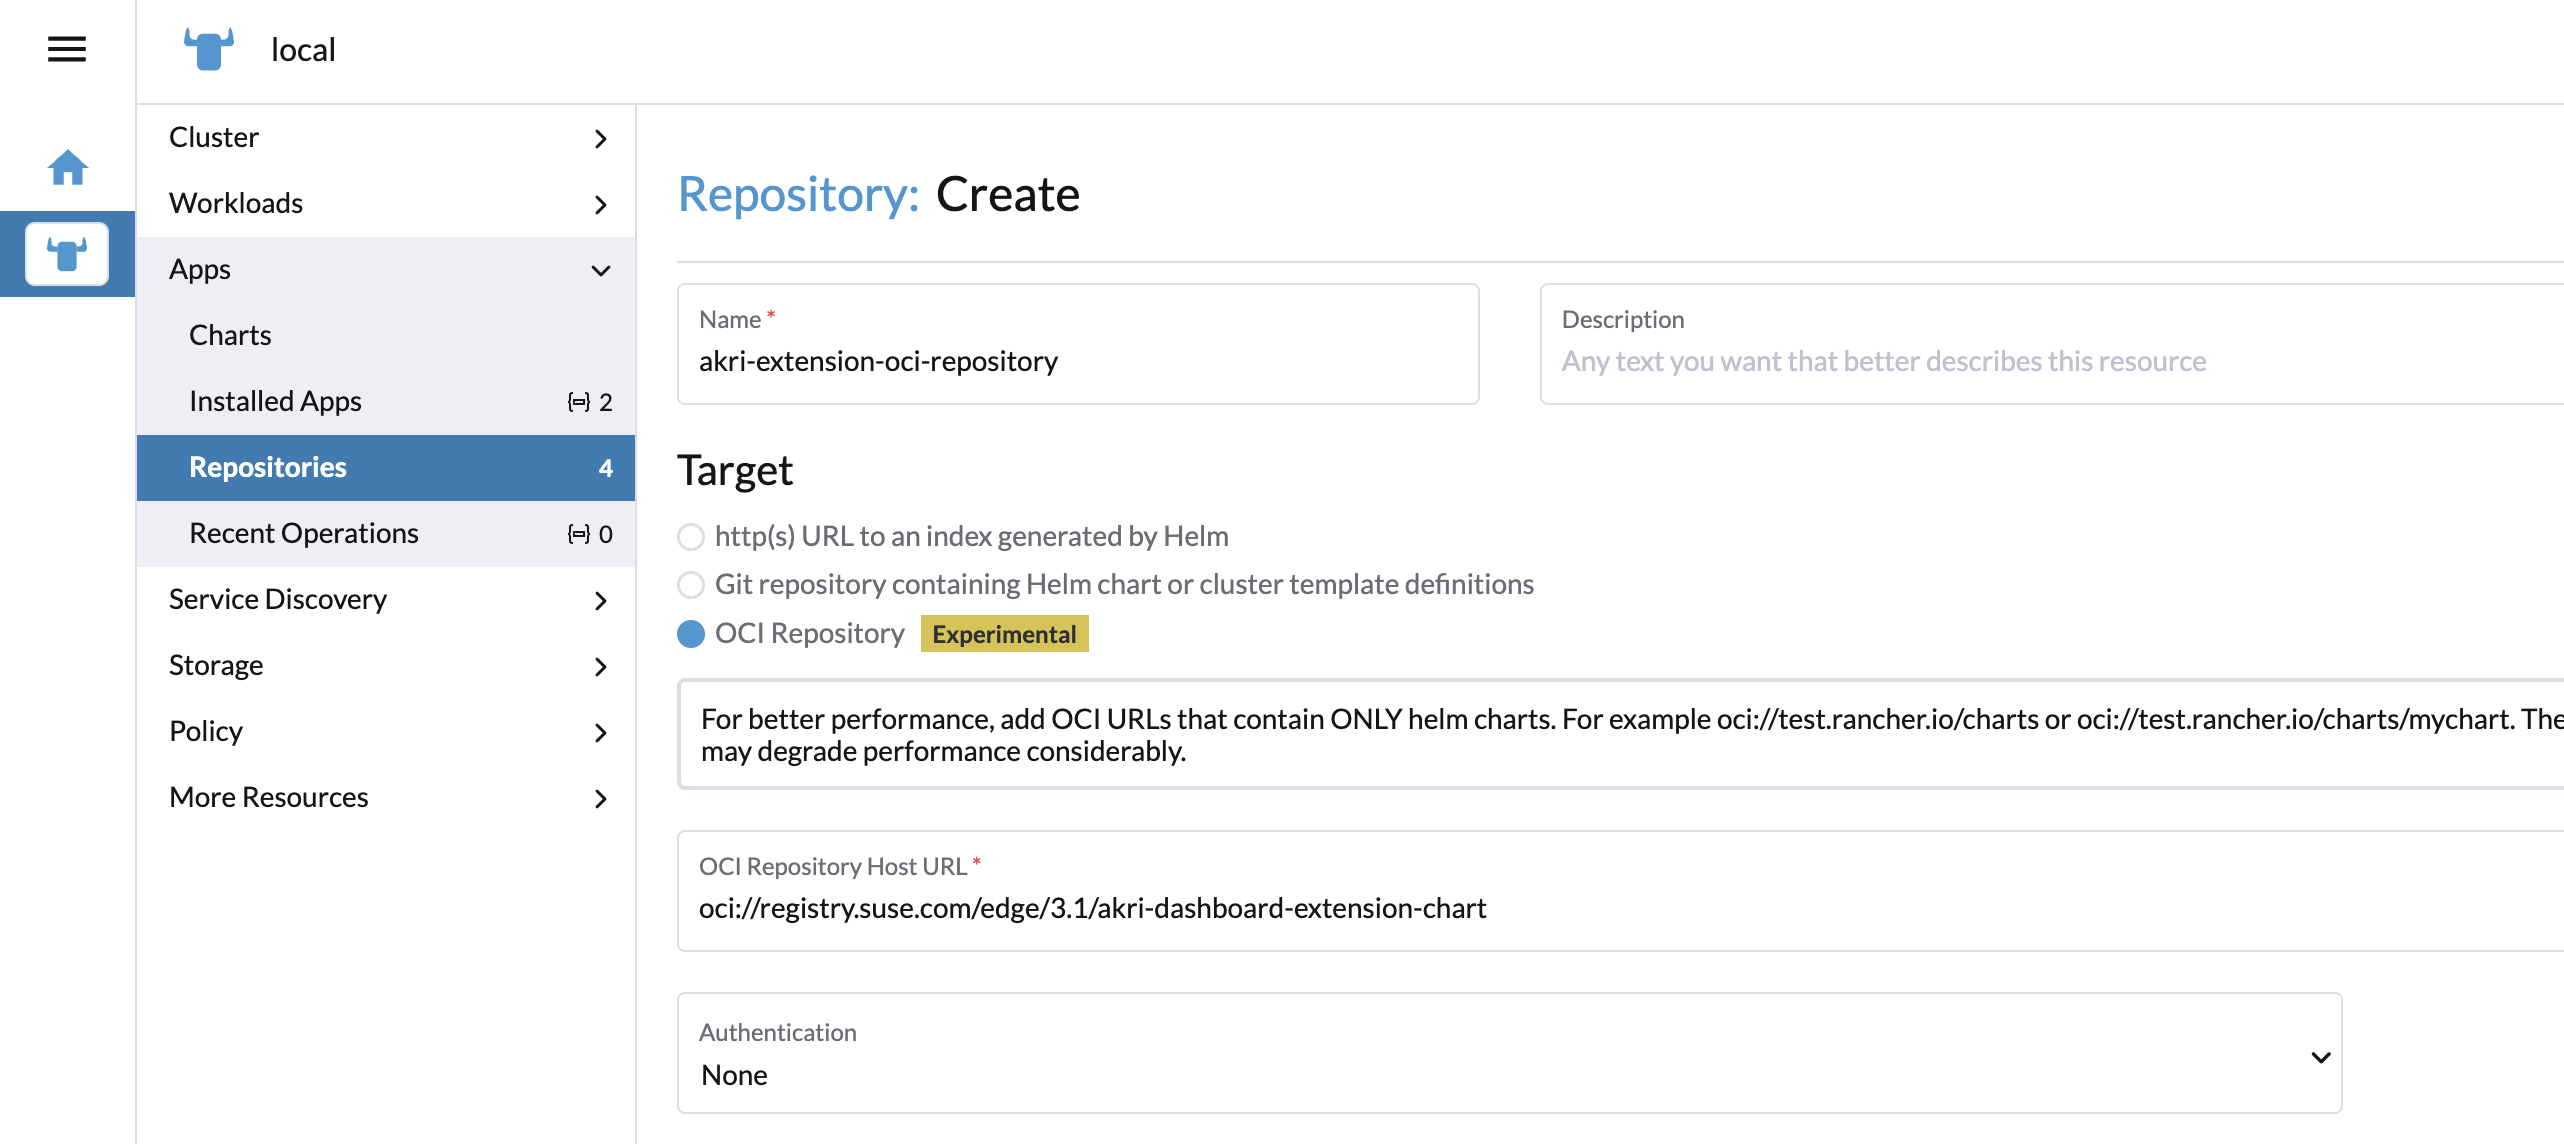 local
Cluster
Workloads
Apps
Charts
Installed Apps 2
Repositories 4
Recent Operations 0
Service Discovery
Storage
Policy
More Resources
Repository: Create
Name *
akri-extension-oci-repository
Description
Any text you want that better describes this resource
Target
http(s) URL to an index generated by Helm
Git repository containing Helm chart or cluster template definitions
OCI Repository Experimental
For better performance, add OCI URLs that contain ONLY helm charts. For example oci://test.rancher.io/charts or oci://test.rancher.io/charts/mychart. The
may degrade performance considerably.
OCI Repository Host URL *
oci://registry.suse.com/edge/3.1/akri-dashboard-extension-chart
Authentication
None